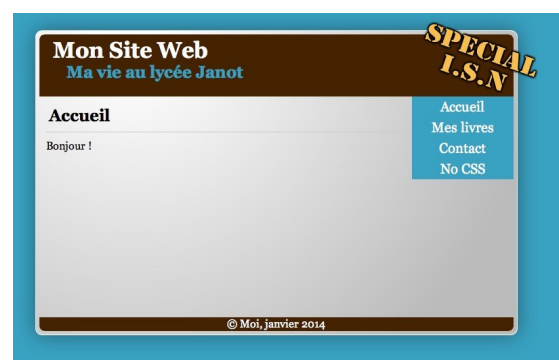 Mon Site Web
Ma vie au lycée Janot
SPECIAL
I.S.N
Accueil
Mes livres
Contact
No CSS
Accueil
Bonjour !
© Moi, janvier 2014